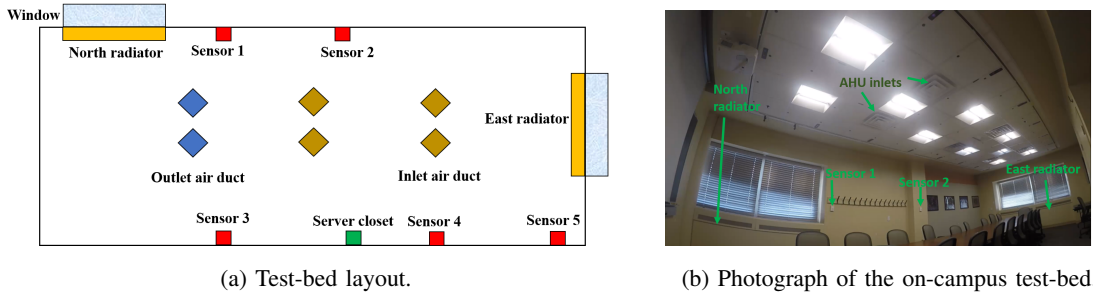 Window
North radiator
Sensor 1
Sensor 2
East radiator
Outlet air duct
Inlet air duct
Sensor 3
Server closet
Sensor 4
Sensor 5
(a) Test-bed layout.
AHU inlets
North
radiator
Sensor 1
Sensor 2
East radiator
(b) Photograph of the on-campus test-bed